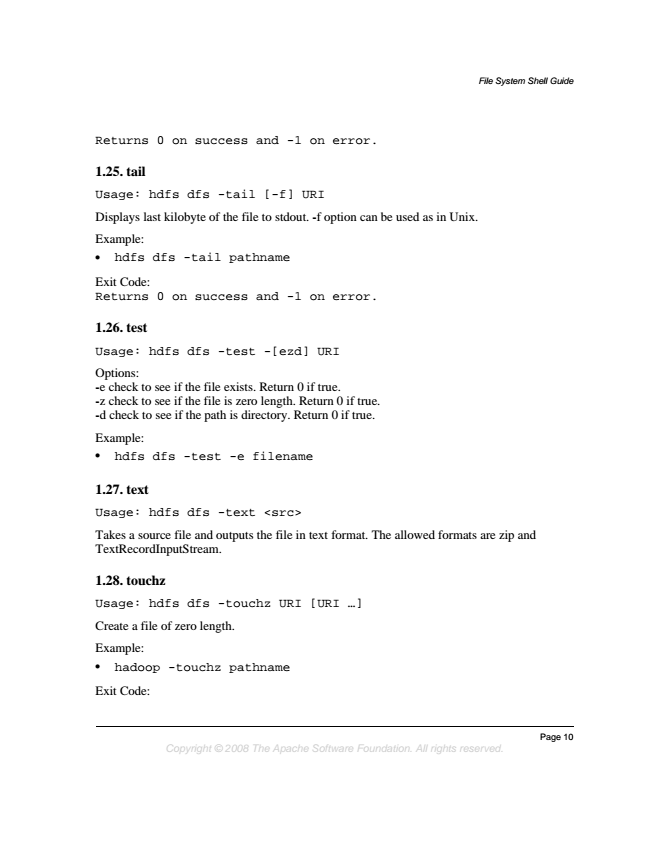 File System Shell Guide
Returns 0 on success and -1 on error.
1.25. tail
Usage: hdfs dfs -tail [-f] URI
Displays last kilobyte of the file to stdout. -f option can be used as in Unix.
Example:
• hdfs dfs -tail pathname
Exit Code:
Returns 0 on success and -1 on error.
1.26. test
Usage: hdfs dfs -test -[ezd] URI
Options:
-e check to see if the file exists. Return 0 if true.
-z check to see if the file is zero length. Return 0 if true.
-d check to see if the path is directory. Return 0 if true.
Example:
• hdfs dfs -test -e filename
1.27. text
Usage: hdfs dfs -text <src>
Takes a source file and outputs the file in text format. The allowed formats are zip and
TextRecordInputStream.
1.28. touchz
Usage: hdfs dfs -touchz URI [URI …]
Create a file of zero length.
Example:
• hadoop -touchz pathname
Exit Code:
Page 10
Copyright © 2008 The Apache Software Foundation. All rights reserved.